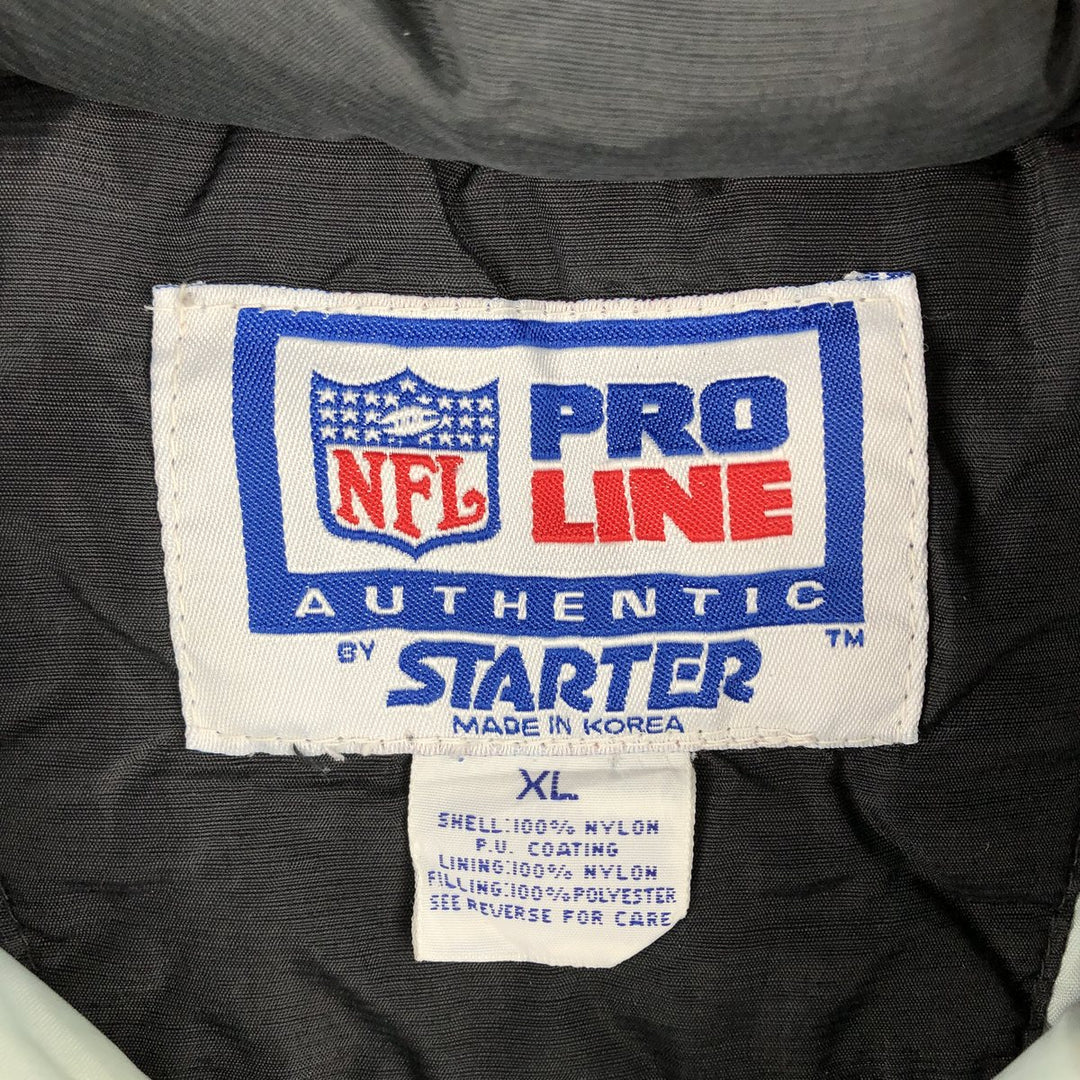 NFL
PRO
LINE
AUTHENTIC
BY STARTER TM
MADE IN KOREA
XL
SHELL:100% NYLON
P.U. COATING
LINING:100% NYLON
FILLING:100%POLYESTER
SEE REVERSE FOR CARE